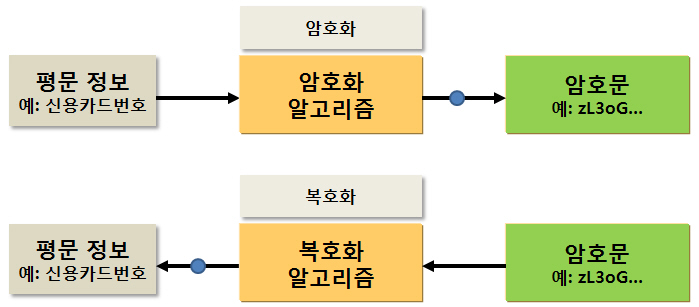 암호화
평문 정보
예: 신용카드번호
암호화
알고리즘
암호문
예: zL3oG...
복호화
평문 정보
예: 신용카드번호
복호화
알고리즘
암호문
예: zL3oG...